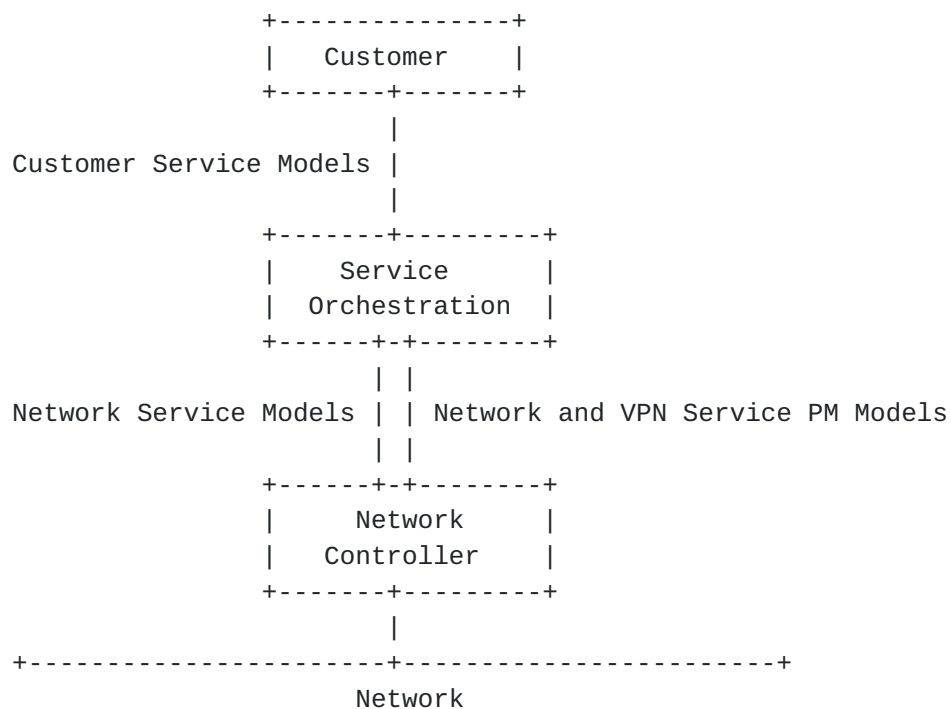 Customer
Customer Service Models
Service
Orchestration
Network Service Models
Network and VPN Service PM Models
Network
Controller
Network